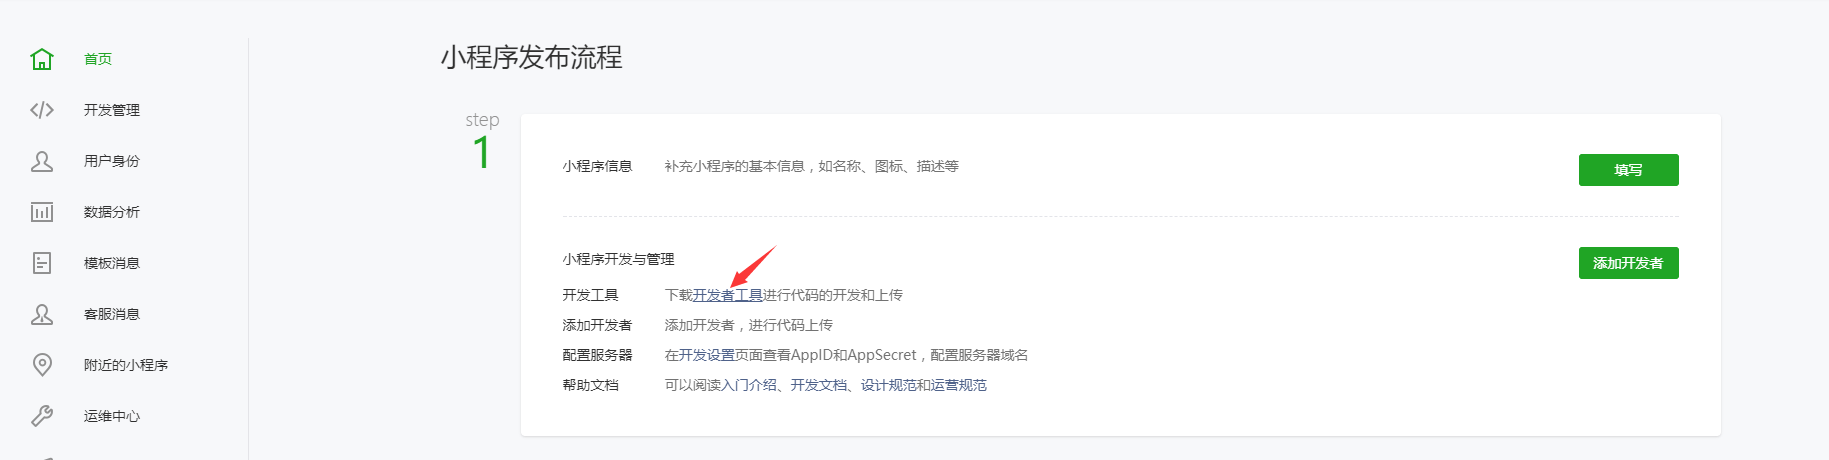 首页
开发管理
用户身份
数据分析
模板消息
客服消息
附近的小程序
运维中心
小程序发布流程
step
1
小程序信息 补充小程序的基本信息，如名称、图标、描述等 填写
小程序开发与管理 添加开发者
开发工具 下载开发者工具进行代码的开发和上传
添加开发者 添加开发者，进行代码上传
配置服务器 在开发设置页面查看AppID和AppSecret，配置服务器域名
帮助文档 可以阅读入门介绍、开发文档、设计规范和运营规范